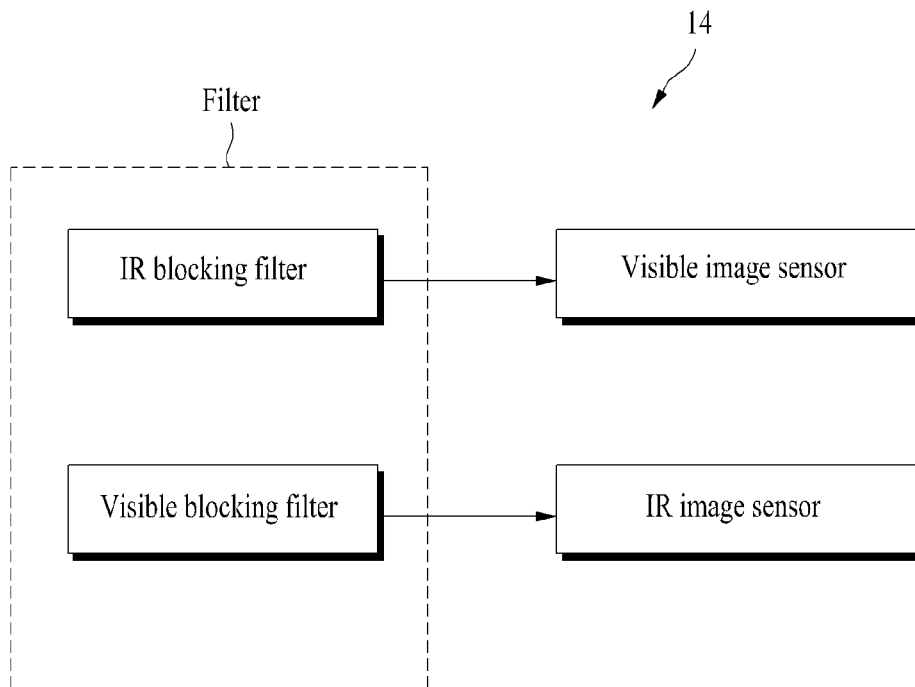 14
Filter
IR blocking filter
Visible image sensor
Visible blocking filter
IR image sensor